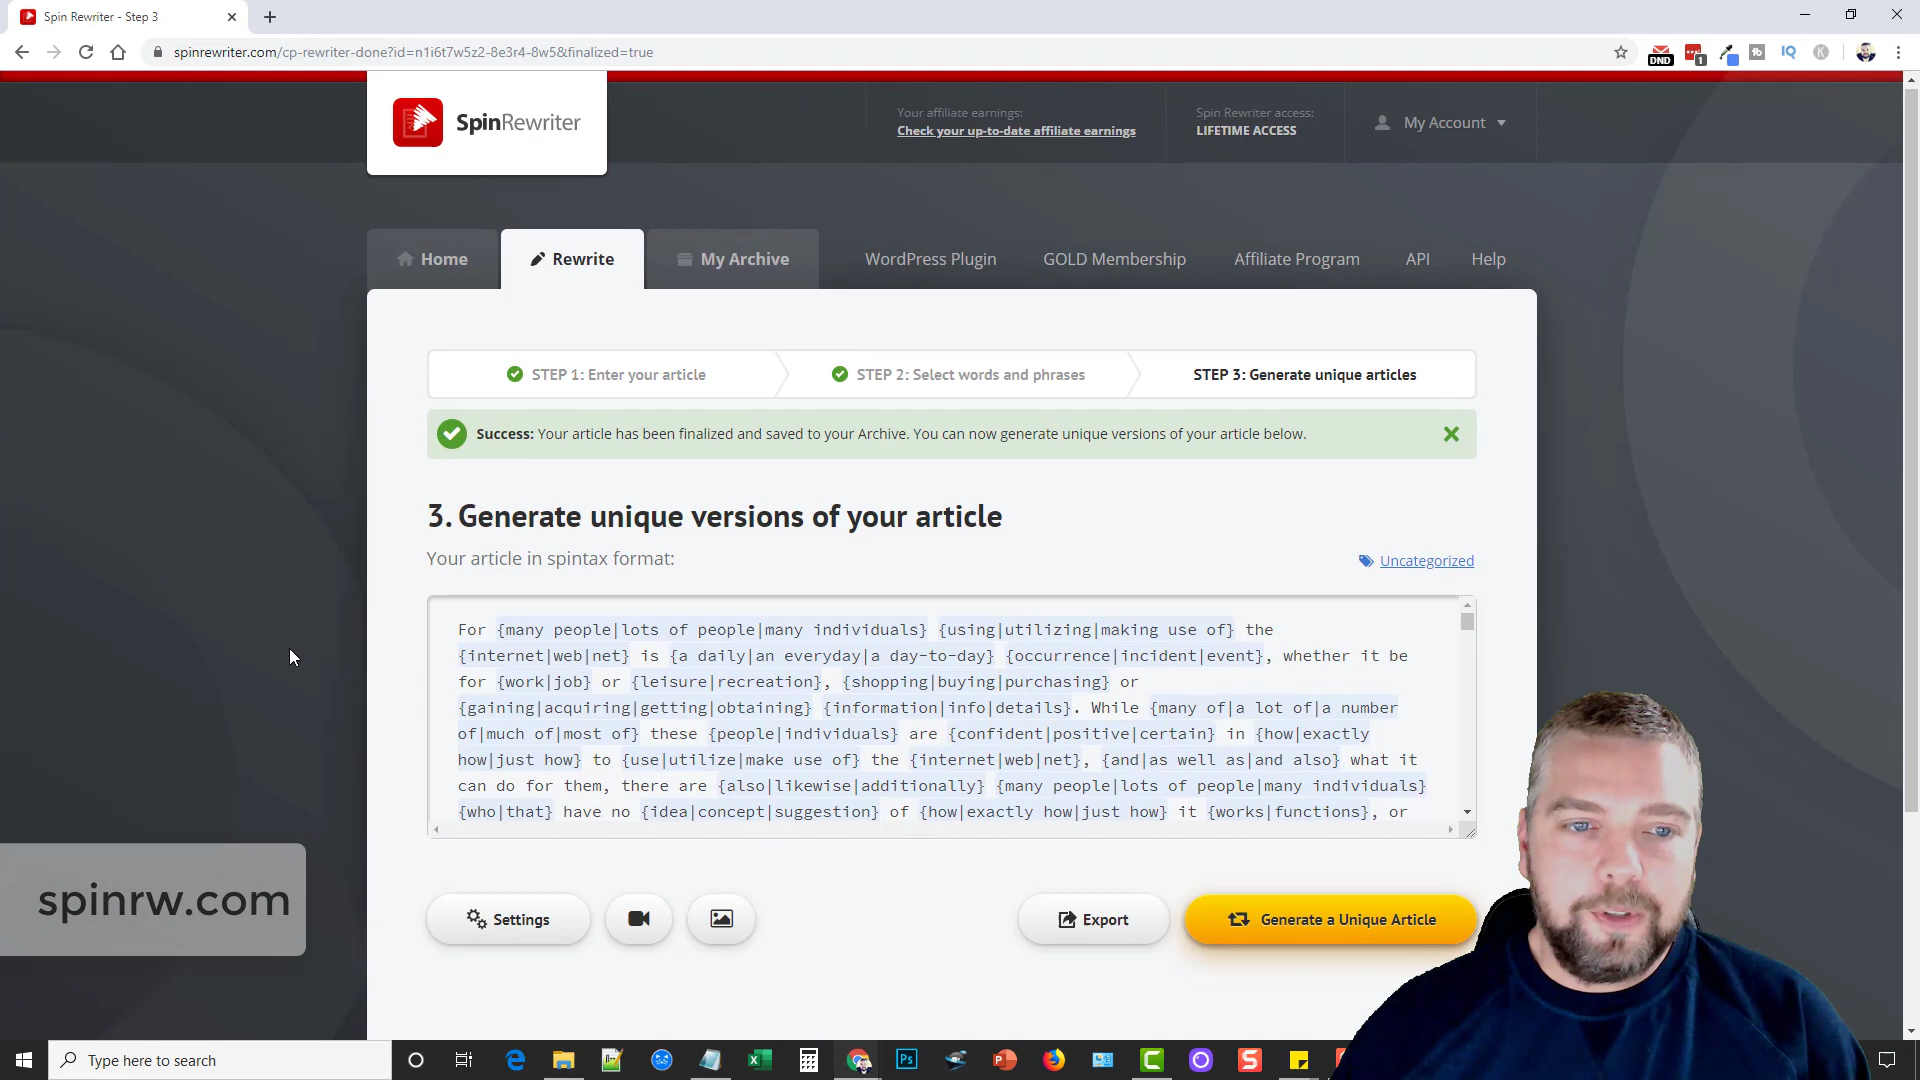 Spin Rewriter - Step 3
spinrewriter.com/cp-rewriter-done?id=n1i6t7w5z2-8e3r4-8w5&finalized=true
DND
1
SpinRewriter
Your affiliate earnings:
Check your up-to-date affiliate earnings
Spin Rewriter access:
LIFETIME ACCESS
My Account
Home
Rewrite
My Archive
WordPress Plugin
GOLD Membership
Affiliate Program
API
Help
STEP 1: Enter your article
STEP 2: Select words and phrases
STEP 3: Generate unique articles
Success: Your article has been finalized and saved to your Archive. You can now generate unique versions of your article below.
3. Generate unique versions of your article
Your article in spintax format:
Uncategorized
For {many people|lots of people|many individuals} {using|utilizing|making use of} the
{internet|web|net} is {a daily|an everyday|a day-to-day} {occurrence|incident|event}, whether it be
for {work|job} or {leisure|recreation}, {shopping|buying|purchasing} or
{gaining|acquiring|getting|obtaining} {information|info|details}. While {many of|a lot of|a number
of|much of|most of} these {people|individuals} are {confident|positive|certain} in {how|exactly
how|just how} to {use|utilize|make use of} the {internet|web|net}, {and|as well as|and also} what it
can do for them, there are {also|likewise|additionally} {many people|lots of people|many individuals}
{who|that} have no {idea|concept|suggestion} of {how|exactly how|just how} it {works|functions}, or
Settings
Export
Generate a Unique Article
spinrw.com
Type here to search